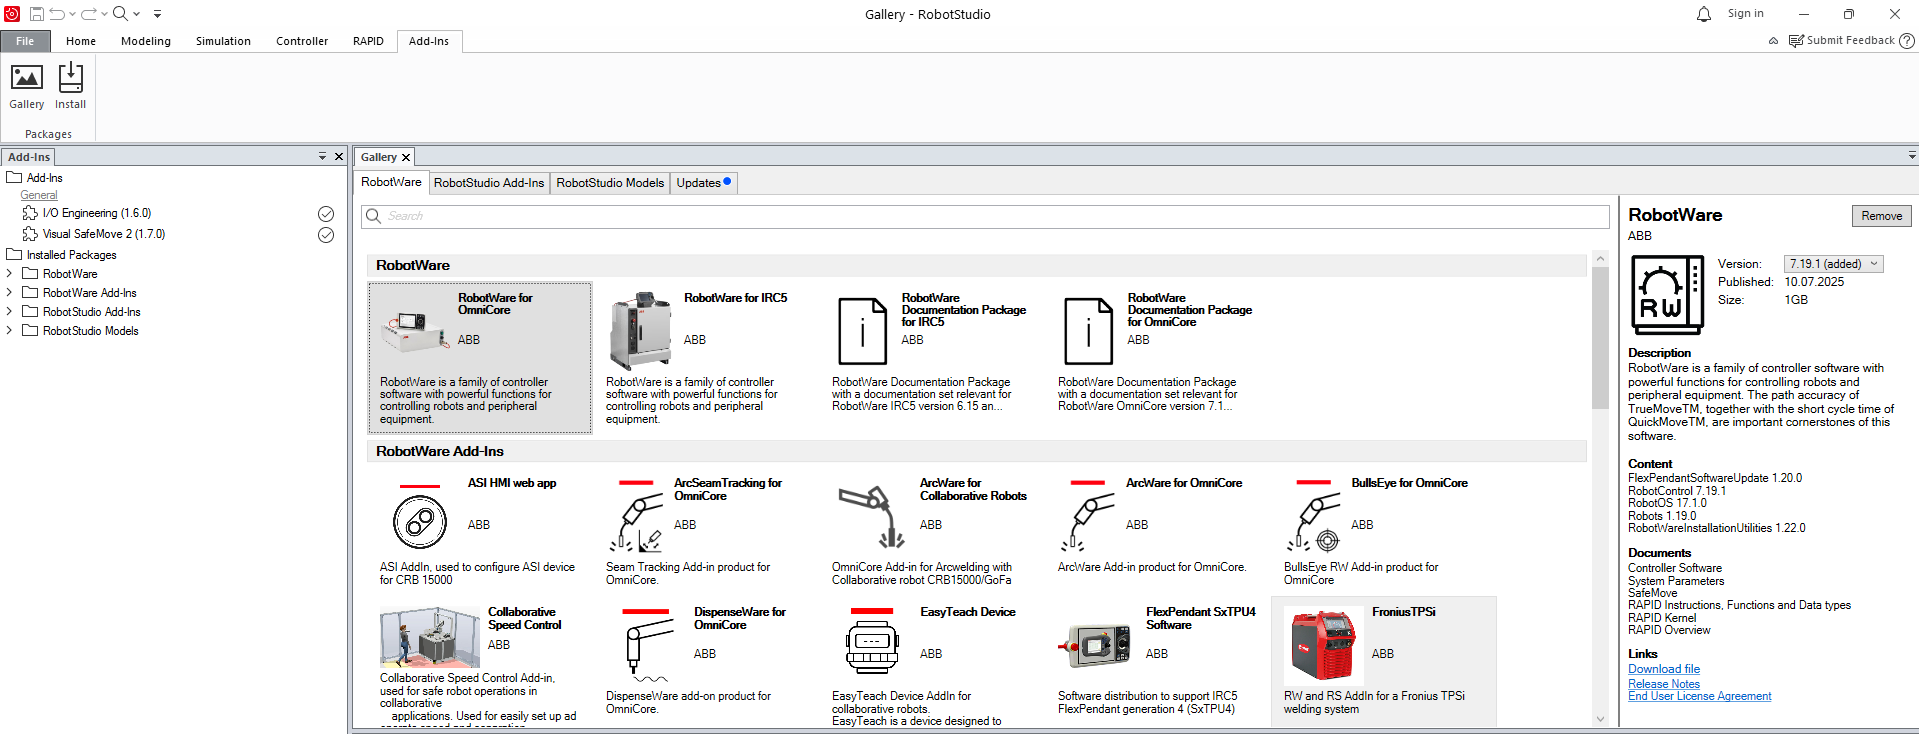 Gallery - RobotStudio
Sign in
File
Home
Modeling
Simulation
Controller
RAPID
Add-Ins
Submit Feedback
Gallery
Install
Packages
Add-Ins
Add-Ins
General
I/O Engineering (1.6.0)
Visual SafeMove 2 (1.7.0)
Installed Packages
RobotWare
RobotWare Add-Ins
RobotStudio Add-Ins
RobotStudio Models
Gallery
RobotWare
RobotStudio Add-Ins
RobotStudio Models
Updates
Search
RobotWare
RobotWare for
OmniCore
ABB
RobotWare is a family of controller
software with powerful functions for
controlling robots and peripheral
equipment.
RobotWare for IRC5
ABB
RobotWare is a family of controller
software with powerful functions for
controlling robots and peripheral
equipment.
RobotWare
Documentation Package
for IRC5
ABB
RobotWare Documentation Package
with a documentation set relevant for
RobotWare IRC5 version 6.15 an...
RobotWare
Documentation Package
for OmniCore
ABB
RobotWare Documentation Package
with a documentation set relevant for
RobotWare OmniCore version 7.1...
RobotWare Add-Ins
ASI HMI web app
ABB
ASI AddIn, used to configure ASI device
for CRB 15000
ArcSeamTracking for
OmniCore
ABB
Seam Tracking Add-in product for
OmniCore.
ArcWare for
Collaborative Robots
ABB
OmniCore Add-in for Arcwelding with
Collaborative robot CRB15000/GoFa
ArcWare for OmniCore
ABB
ArcWare Add-in product for OmniCore.
BullsEye for OmniCore
ABB
BullsEye RW Add-in product for
OmniCore
Collaborative
Speed Control
ABB
Collaborative Speed Control Add-in,
used for safe robot operations in
collaborative
applications. Used for easily set up ad
DispenseWare for
OmniCore
ABB
DispenseWare add-on product for
OmniCore.
EasyTeach Device
ABB
EasyTeach Device AddIn for
collaborative robots.
EasyTeach is a device designed to
FlexPendant SxTPU4
Software
ABB
Software distribution to support IRC5
FlexPendant generation 4 (SxTPU4)
FroniusTPSi
ABB
RW and RS AddIn for a Fronius TPSi
welding system
RobotWare
Remove
ABB
RW
Version: 7.19.1 (added)
Published: 10.07.2025
Size: 1GB
Description
RobotWare is a family of controller software with
powerful functions for controlling robots and
peripheral equipment. The path accuracy of
TrueMoveTM, together with the short cycle time of
QuickMoveTM, are important cornerstones of this
software.
Content
FlexPendantSoftwareUpdate 1.20.0
RobotControl 7.19.1
RobotOS 17.1.0
Robots 1.19.0
RobotWareInstallationUtilities 1.22.0
Documents
Controller Software
System Parameters
SafeMove
RAPID Instructions, Functions and Data types
RAPID Kernel
RAPID Overview
Links
Download file
Release Notes
End User License Agreement